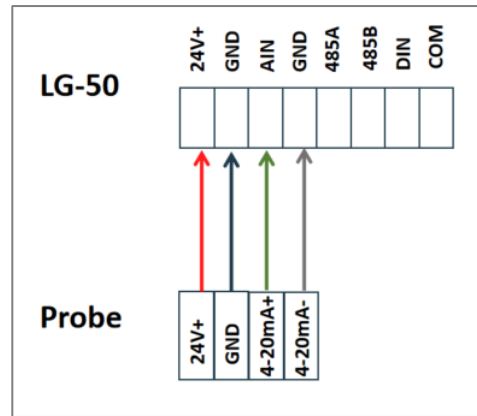 LG-50
24V+
GND
AIN
GND
485A
485B
DIN
COM
Probe
24V+
GND
4-20mA+
4-20mA-